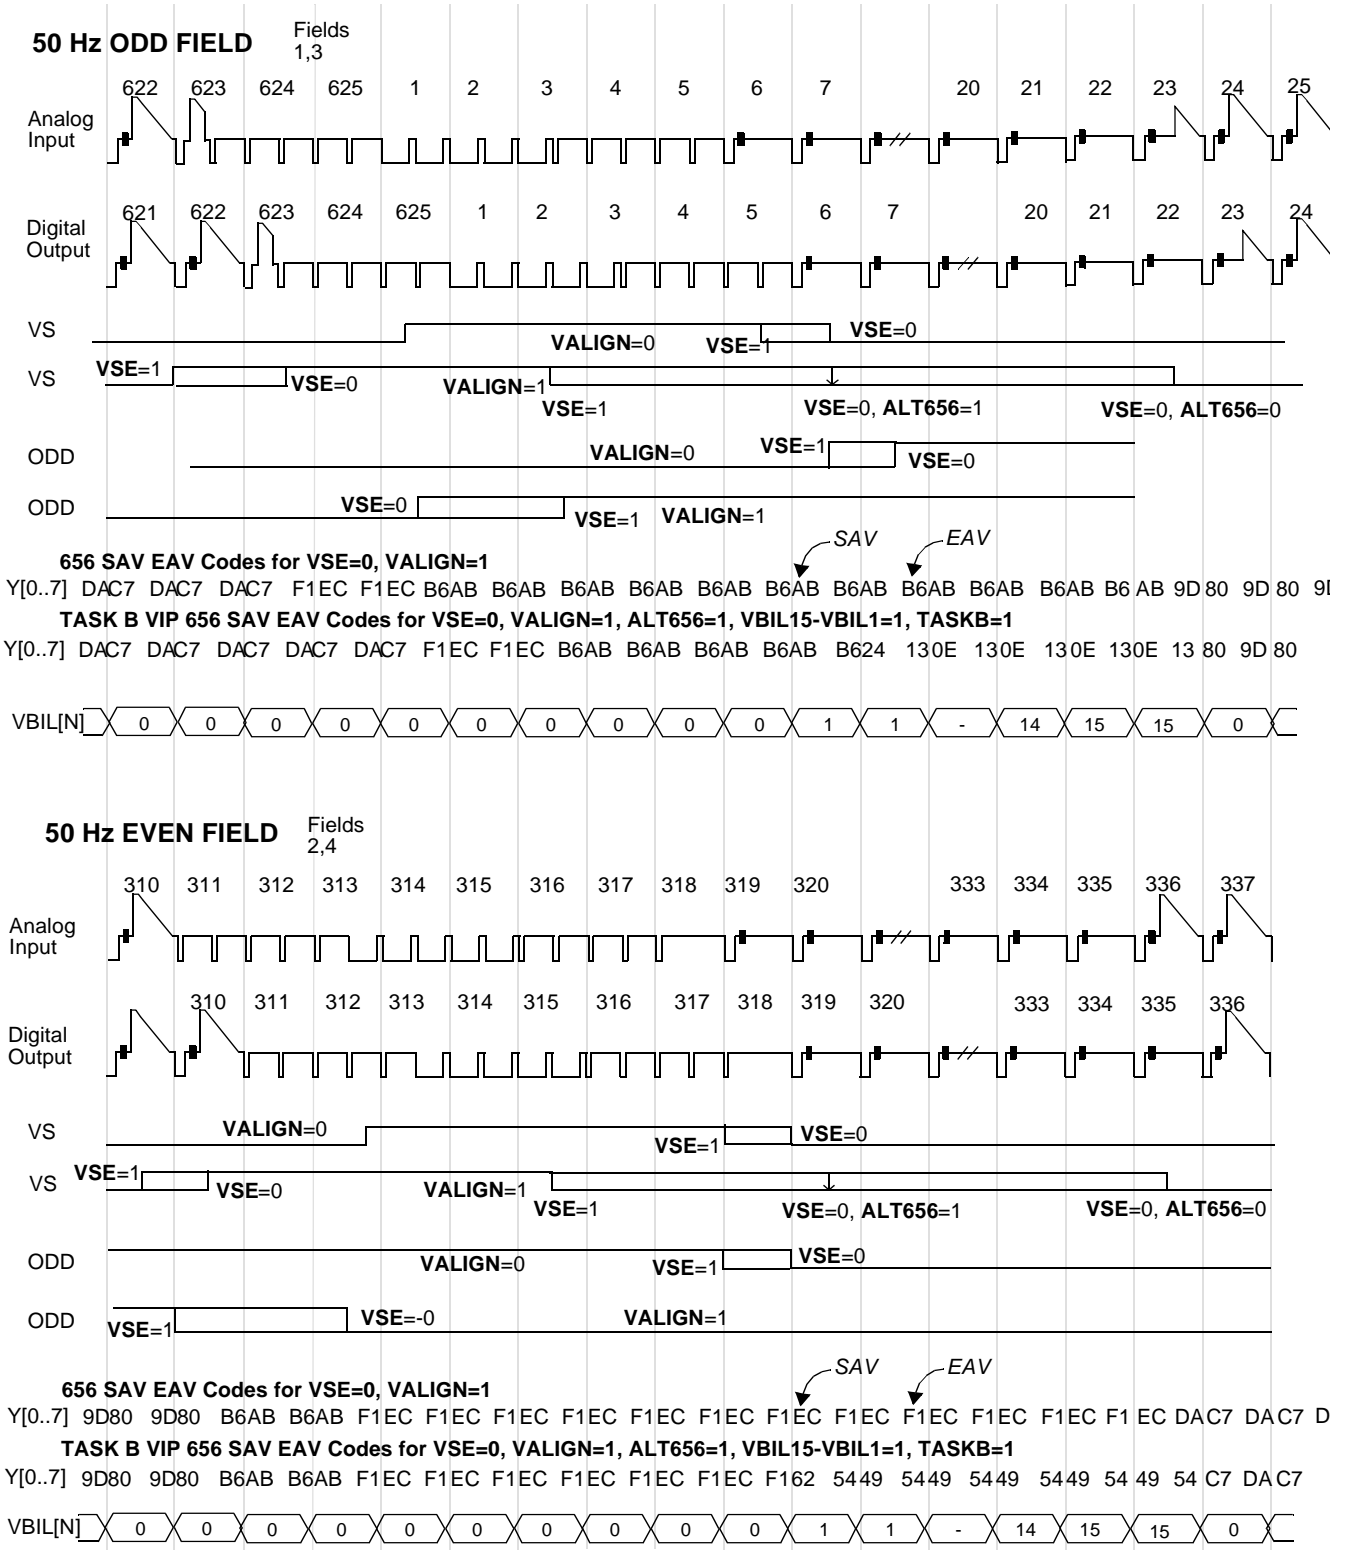 50 Hz ODD FIELD Fields
1,3
622 623 624 625 1 2 3 4 5 6 7 20 21 22 23 24 25
Analog
Input
621 622 623 624 625 1 2 3 4 5 6 7 20 21 22 23 24
Digital
Output
VS VALIGN=0 VSE=1 VSE=0
VS VSE=1 VSE=0 VALIGN=1
VSE=1 VSE=0, ALT656=1 VSE=0, ALT656=0
ODD VALIGN=0 VSE=1 VSE=0
ODD VSE=0 VSE=1 VALIGN=1
SAV EAV
656 SAV EAV Codes for VSE=0, VALIGN=1
Y[0..7] DAC7 DAC7 DAC7 F1EC F1EC B6AB B6AB B6AB B6AB B6AB B6AB B6AB B6AB B6AB B6AB B6 AB 9D 80 9D 80 9D
TASK B VIP 656 SAV EAV Codes for VSE=0, VALIGN=1, ALT656=1, VBIL15-VBIL1=1, TASKB=1
Y[0..7] DAC7 DAC7 DAC7 DAC7 DAC7 F1EC F1EC B6AB B6AB B6AB B6AB B624 130E 130E 130E 130E 13 80 9D 80
VBIL[N] 0 0 0 0 0 0 0 0 0 0 1 1 - 14 15 15 0
50 Hz EVEN FIELD Fields
2,4
310 311 312 313 314 315 316 317 318 319 320 333 334 335 336 337
Analog
Input
310 311 312 313 314 315 316 317 318 319 320 333 334 335 336
Digital
Output
VS VALIGN=0 VSE=1 VSE=0
VS VSE=1 VSE=0 VALIGN=1
VSE=1 VSE=0, ALT656=1 VSE=0, ALT656=0
ODD VALIGN=0 VSE=1 VSE=0
ODD VSE=1 VSE=-0 VALIGN=1
SAV EAV
656 SAV EAV Codes for VSE=0, VALIGN=1
Y[0..7] 9D80 9D80 B6AB B6AB F1EC F1EC F1EC F1EC F1EC F1EC F1EC F1EC F1EC F1EC F1EC F1 EC DAC7 DAC7 D
TASK B VIP 656 SAV EAV Codes for VSE=0, VALIGN=1, ALT656=1, VBIL15-VBIL1=1, TASKB=1
Y[0..7] 9D80 9D80 B6AB B6AB F1EC F1EC F1EC F1EC F1EC F1EC F162 5449 5449 5449 5449 54 49 54 C7 DAC7
VBIL[N] 0 0 0 0 0 0 0 0 0 0 1 1 - 14 15 15 0